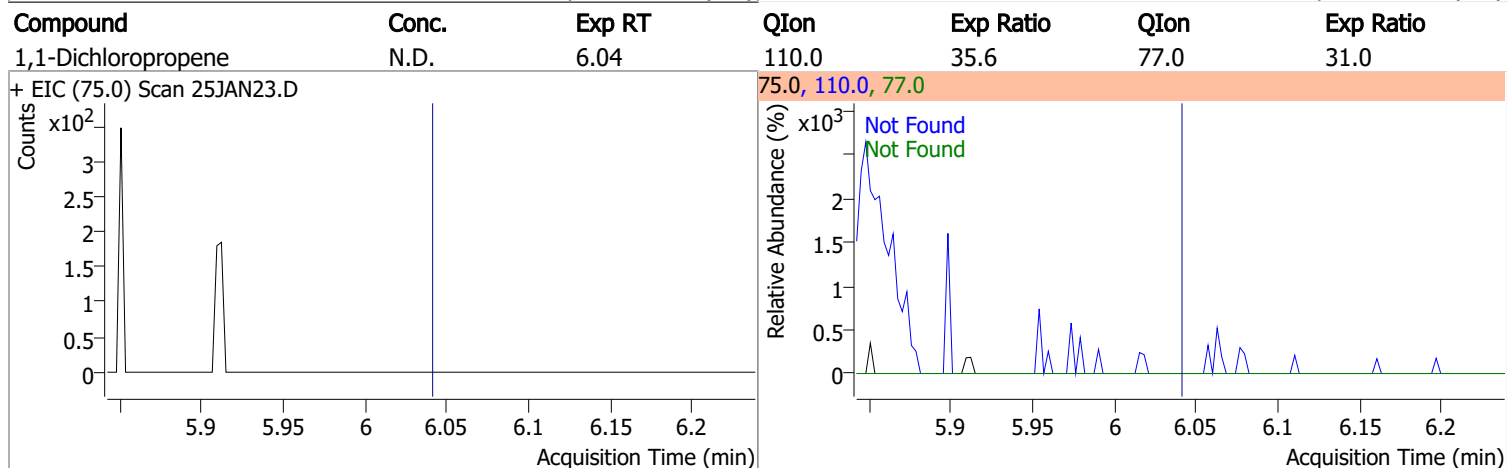 Compound Conc. Exp RT QIon Exp Ratio QIon Exp Ratio
1,1-Dichloropropene N.D. 6.04 110.0 35.6 77.0 31.0
+ EIC (75.0) Scan 25JAN23.D
Counts
x10^2
3
2.5
2
1.5
1
0.5
0
5.9 5.95 6 6.05 6.1 6.15 6.2
Acquisition Time (min)
75.0, 110.0, 77.0
Relative Abundance (%)
x10^3
Not Found
Not Found
2
1.5
1
0.5
0
5.9 5.95 6 6.05 6.1 6.15 6.2
Acquisition Time (min)